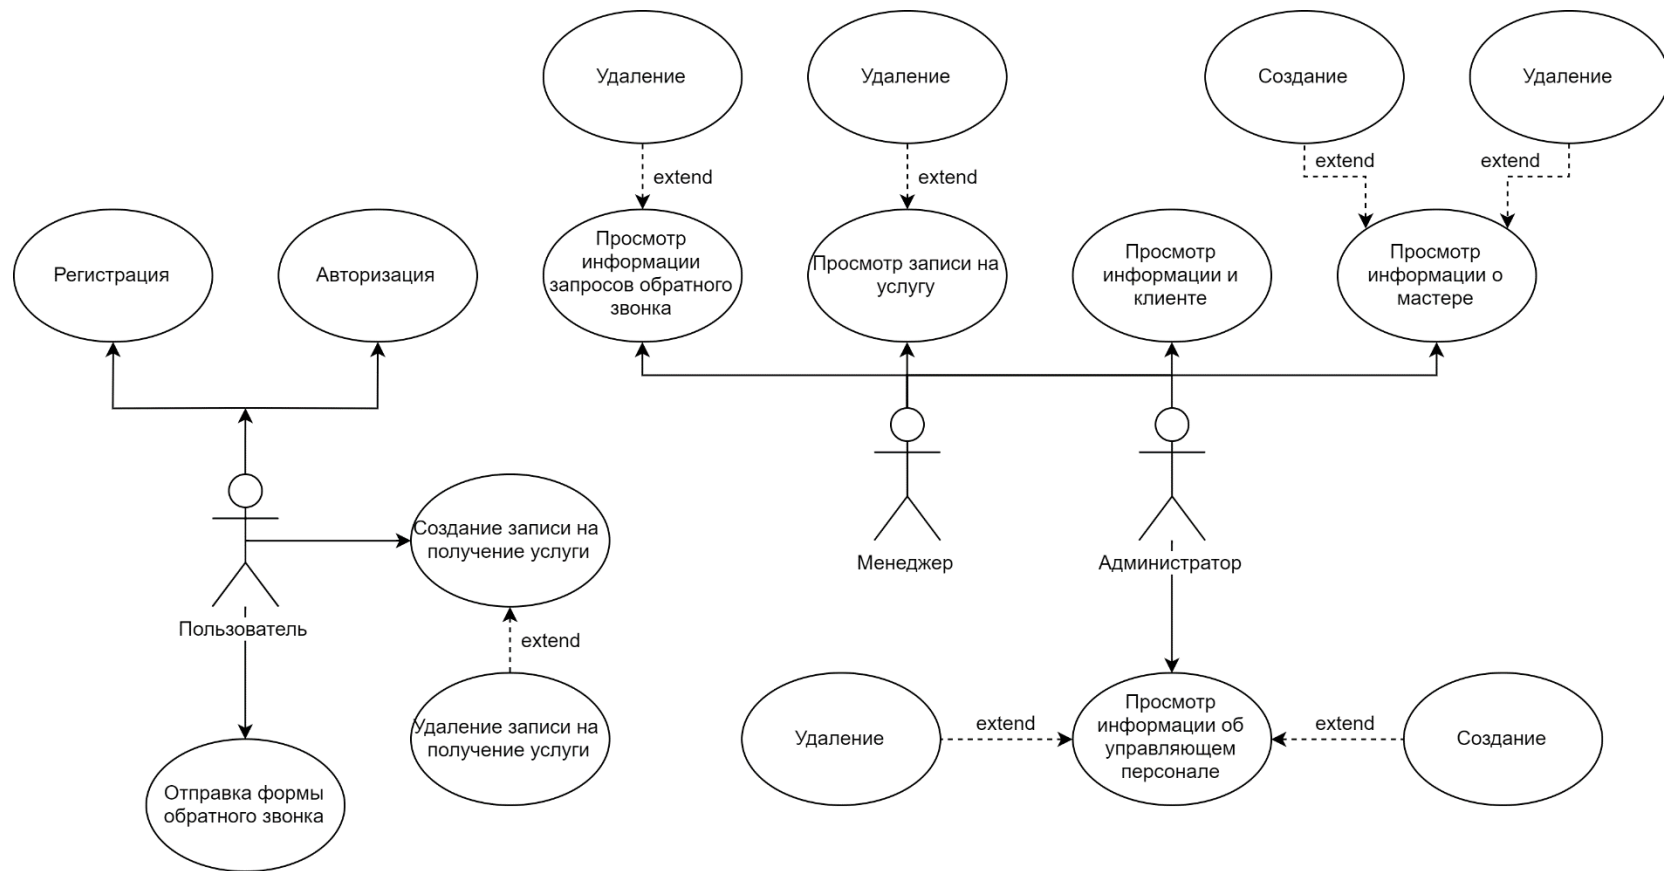 Удаление
Удаление
Создание
Удаление
extend
extend
extend
extend
Регистрация
Авторизация
Просмотр
информации
запросов обратного
звонка
Просмотр записи на
услугу
Просмотр
информации и
клиенте
Просмотр
информации о
мастере
Создание записи на
получение услуги
Менеджер
Администратор
Пользователь
extend
Удаление записи на
получение услуги
Удаление
extend
Просмотр
информации об
управляющем
персонале
extend
Создание
Отправка формы
обратного звонка